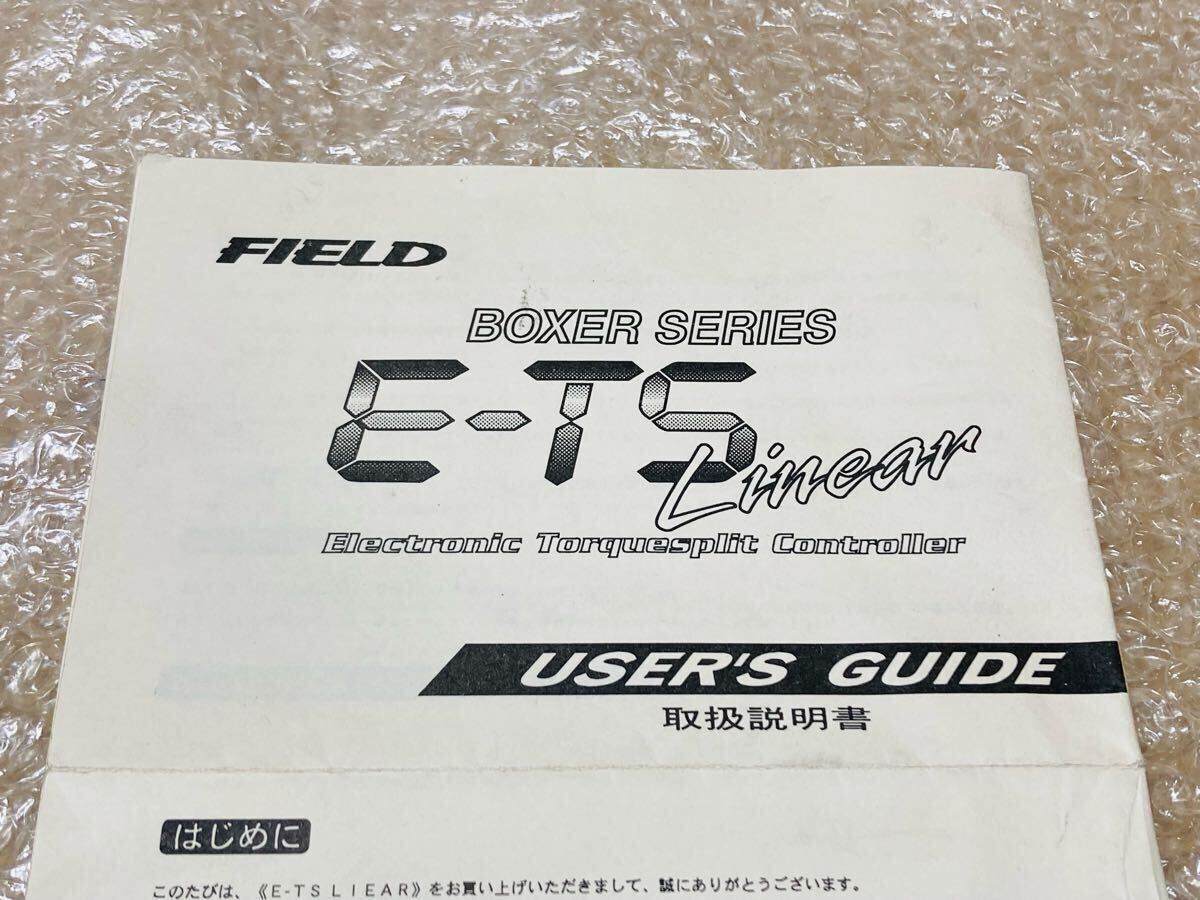 FIELD
BOXER SERIES
E-TS Linear
Electronic Torquesplit Controller
USER'S GUIDE
取扱説明書
はじめに
このたびは、《E-TS LIEAR》をお買い上げいただきまして、誠にありがとうございます。